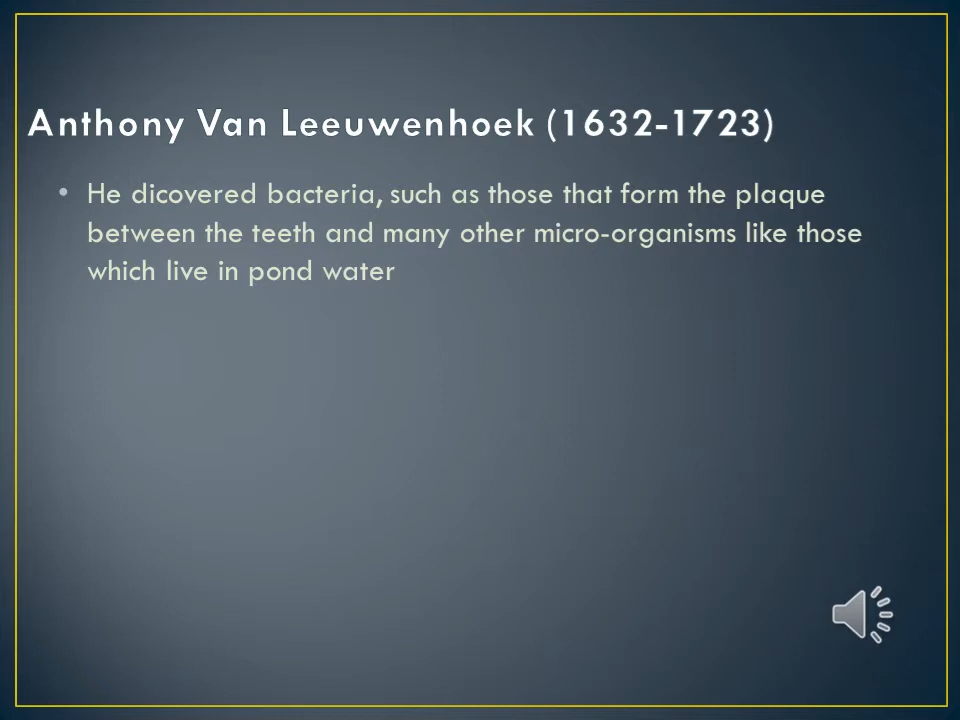 Anthony Van Leeuwenhoek (1632-1723)
• He dicovered bacteria, such as those that form the plaque
between the teeth and many other micro-organisms like those
which live in pond water